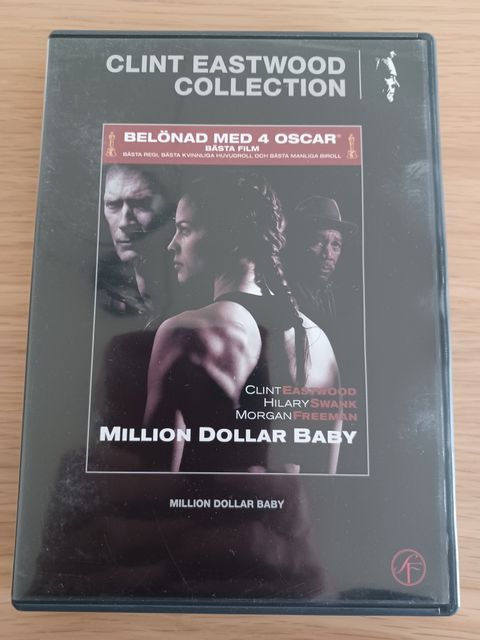 CLINT EASTWOOD
COLLECTION
BELÖNAD MED 4 OSCAR®
BÄSTA FILM
BÄSTA REGI, BÄSTA KVINNLIGA HUVUDROLL OCH BÄSTA MANLIGA BIROLL
CLINT EASTWOOD
HILARY SWANK
MORGAN FREEMAN
MILLION DOLLAR BABY
MILLION DOLLAR BABY
SF